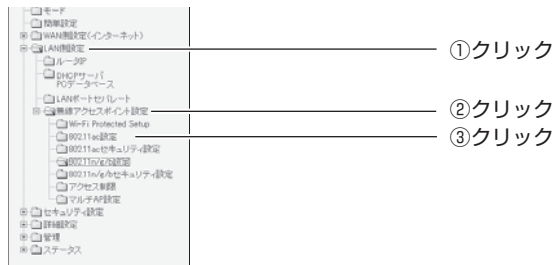 モード
簡単設定
WAN側設定(インターネット)
LAN側設定
ルータIP
DHCPサーバ
PCデータベース
LANポートセパレート
無線アクセスポイント設定
Wi-Fi Protected Setup
802.11ac設定
802.11acセキュリティ設定
802.11n/g/b設定
802.11n/g/bセキュリティ設定
アクセス制限
マルチAP設定
セキュリティ設定
詳細設定
管理
ステータス
①クリック
②クリック
③クリック